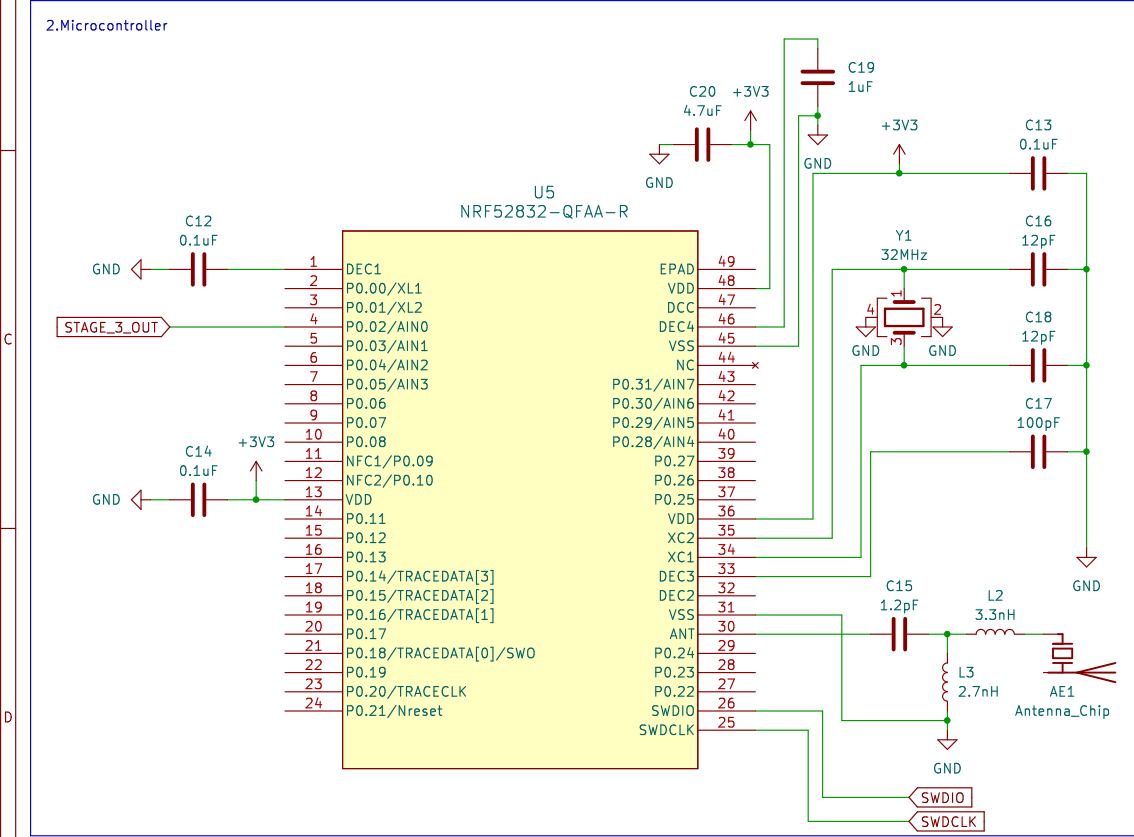 2.Microcontroller
C19
1uF
C20
4.7uF
+3V3
GND
GND
+3V3
C13
0.1uF
U5
NRF52832-QFAA-R
C12
0.1uF
GND
STAGE_3_OUT
C14
0.1uF
+3V3
GND
1 DEC1
2 P0.00/XL1
3 P0.01/XL2
4 P0.02/AIN0
5 P0.03/AIN1
6 P0.04/AIN2
7 P0.05/AIN3
8 P0.06
9 P0.07
10 P0.08
11 NFC1/P0.09
12 NFC2/P0.10
13 VDD
14 P0.11
15 P0.12
16 P0.13
17 P0.14/TRACEDATA[3]
18 P0.15/TRACEDATA[2]
19 P0.16/TRACEDATA[1]
20 P0.17
21 P0.18/TRACEDATA[0]/SWO
22 P0.19
23 P0.20/TRACECLK
24 P0.21/Nreset
EPAD 49
VDD 48
DCC 47
DEC4 46
VSS 45
NC 44
P0.31/AIN7 43
P0.30/AIN6 42
P0.29/AIN5 41
P0.28/AIN4 40
P0.27 39
P0.26 38
P0.25 37
VDD 36
XC2 35
XC1 34
DEC3 33
DEC2 32
VSS 31
ANT 30
P0.24 29
P0.23 28
P0.22 27
SWDIO 26
SWDCLK 25
Y1
32MHz
1
4
2
3
GND
GND
C16
12pF
C18
12pF
C17
100pF
GND
C15
1.2pF
L2
3.3nH
L3
2.7nH
AE1
Antenna_Chip
GND
SWDIO
SWDCLK
C
D